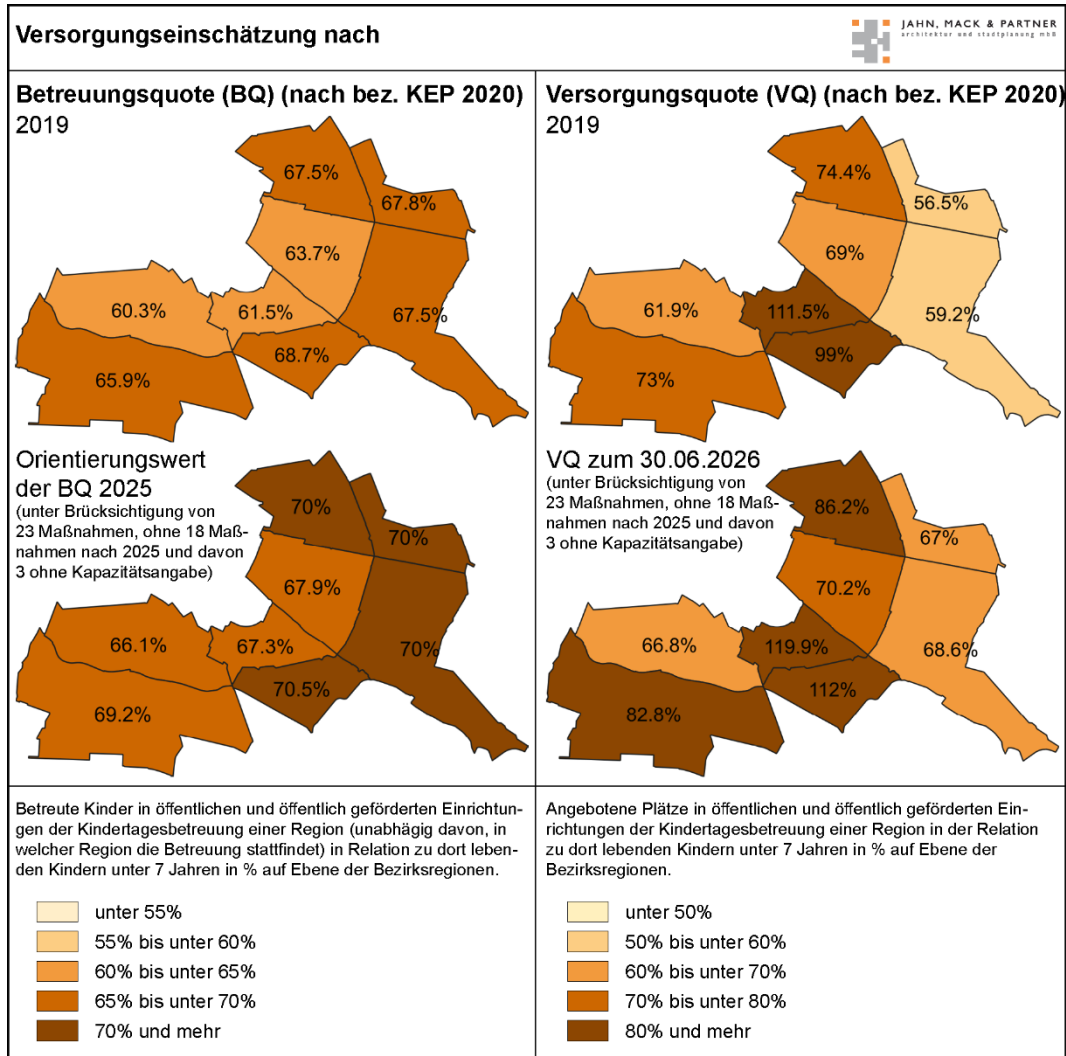 Versorgungseinschätzung nach
JAHN, MACK & PARTNER
architektur und stadtplanung mbB
Betreuungsquote (BQ) (nach bez. KEP 2020)
2019
67.5%
67.8%
63.7%
60.3%
61.5%
67.5%
68.7%
65.9%
Orientierungswert
der BQ 2025
(unter Brücksichtigung von
23 Maßnahmen, ohne 18 Maß-
nahmen nach 2025 und davon
3 ohne Kapazitätsangabe)
70%
70%
67.9%
66.1%
67.3%
70%
70.5%
69.2%
Betreute Kinder in öffentlichen und öffentlich geförderten Einrichtun-
gen der Kindertagesbetreuung einer Region (unabhägig davon, in
welcher Region die Betreuung stattfindet) in Relation zu dort leben-
den Kindern unter 7 Jahren in % auf Ebene der Bezirksregionen.
unter 55%
55% bis unter 60%
60% bis unter 65%
65% bis unter 70%
70% und mehr
Versorgungsquote (VQ) (nach bez. KEP 2020)
2019
74.4%
56.5%
69%
61.9%
111.5%
59.2%
99%
73%
VQ zum 30.06.2026
(unter Brücksichtigung von
23 Maßnahmen, ohne 18 Maß-
nahmen nach 2025 und davon
3 ohne Kapazitätsangabe)
86.2%
67%
70.2%
66.8%
119.9%
68.6%
112%
82.8%
Angebotene Plätze in öffentlichen und öffentlich geförderten Ein-
richtungen der Kindertagesbetreuung einer Region in der Relation
zu dort lebenden Kindern unter 7 Jahren in % auf Ebene der
Bezirksregionen.
unter 50%
50% bis unter 60%
60% bis unter 70%
70% bis unter 80%
80% und mehr